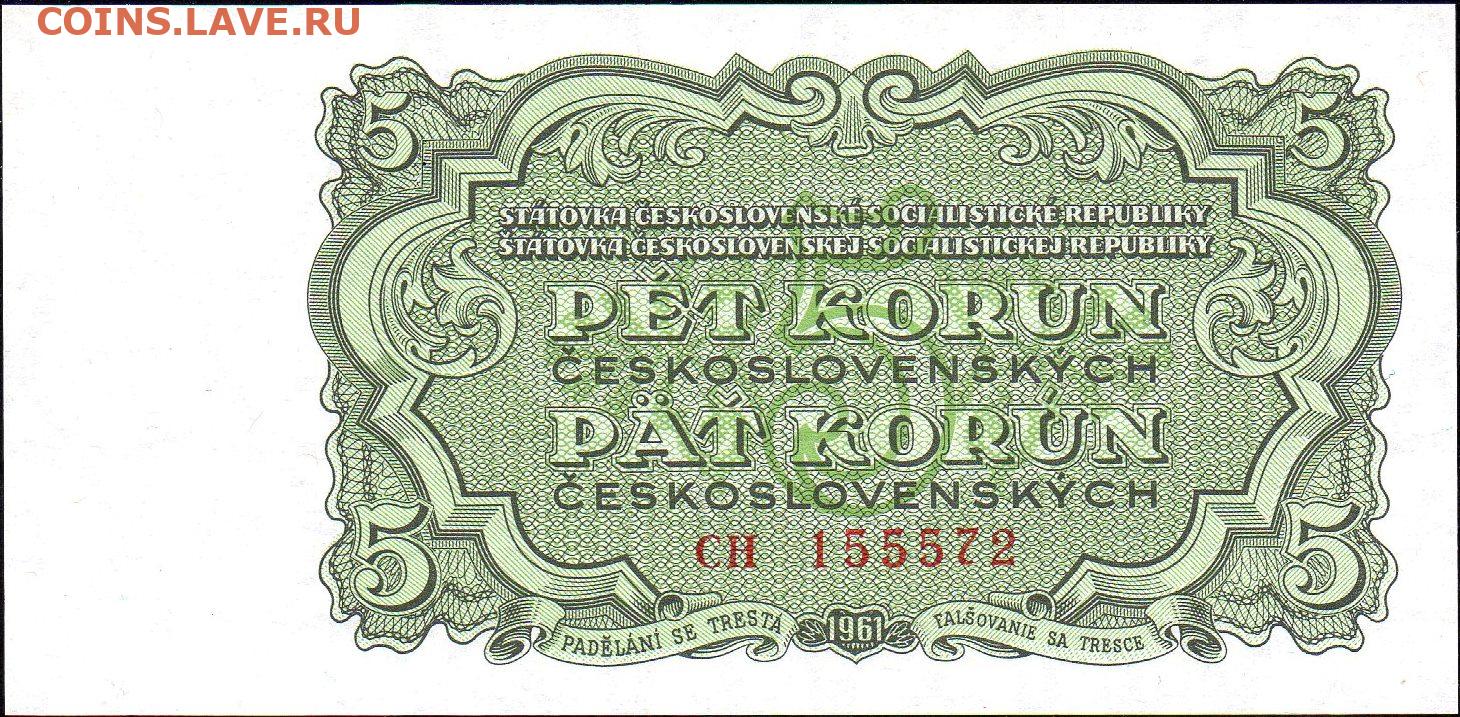 COINS.LAVE.RU
5 5
STÁTOVKA ČESKOSLOVENSKÉ SOCIALISTICKÉ REPUBLIKY
ŠTÁTOVKA ČESKOSLOVENSKEJ SOCIALISTICKEJ REPUBLIKY
PĚT KORUN
ČESKOSLOVENSKÝCH
PÄŤ KORÚN
ČESKOSLOVENSKÝCH
5 5
CH 155572
PADĚLÁNÍ SE TRESTÁ 1961 FALŠOVANIE SA TRESCE